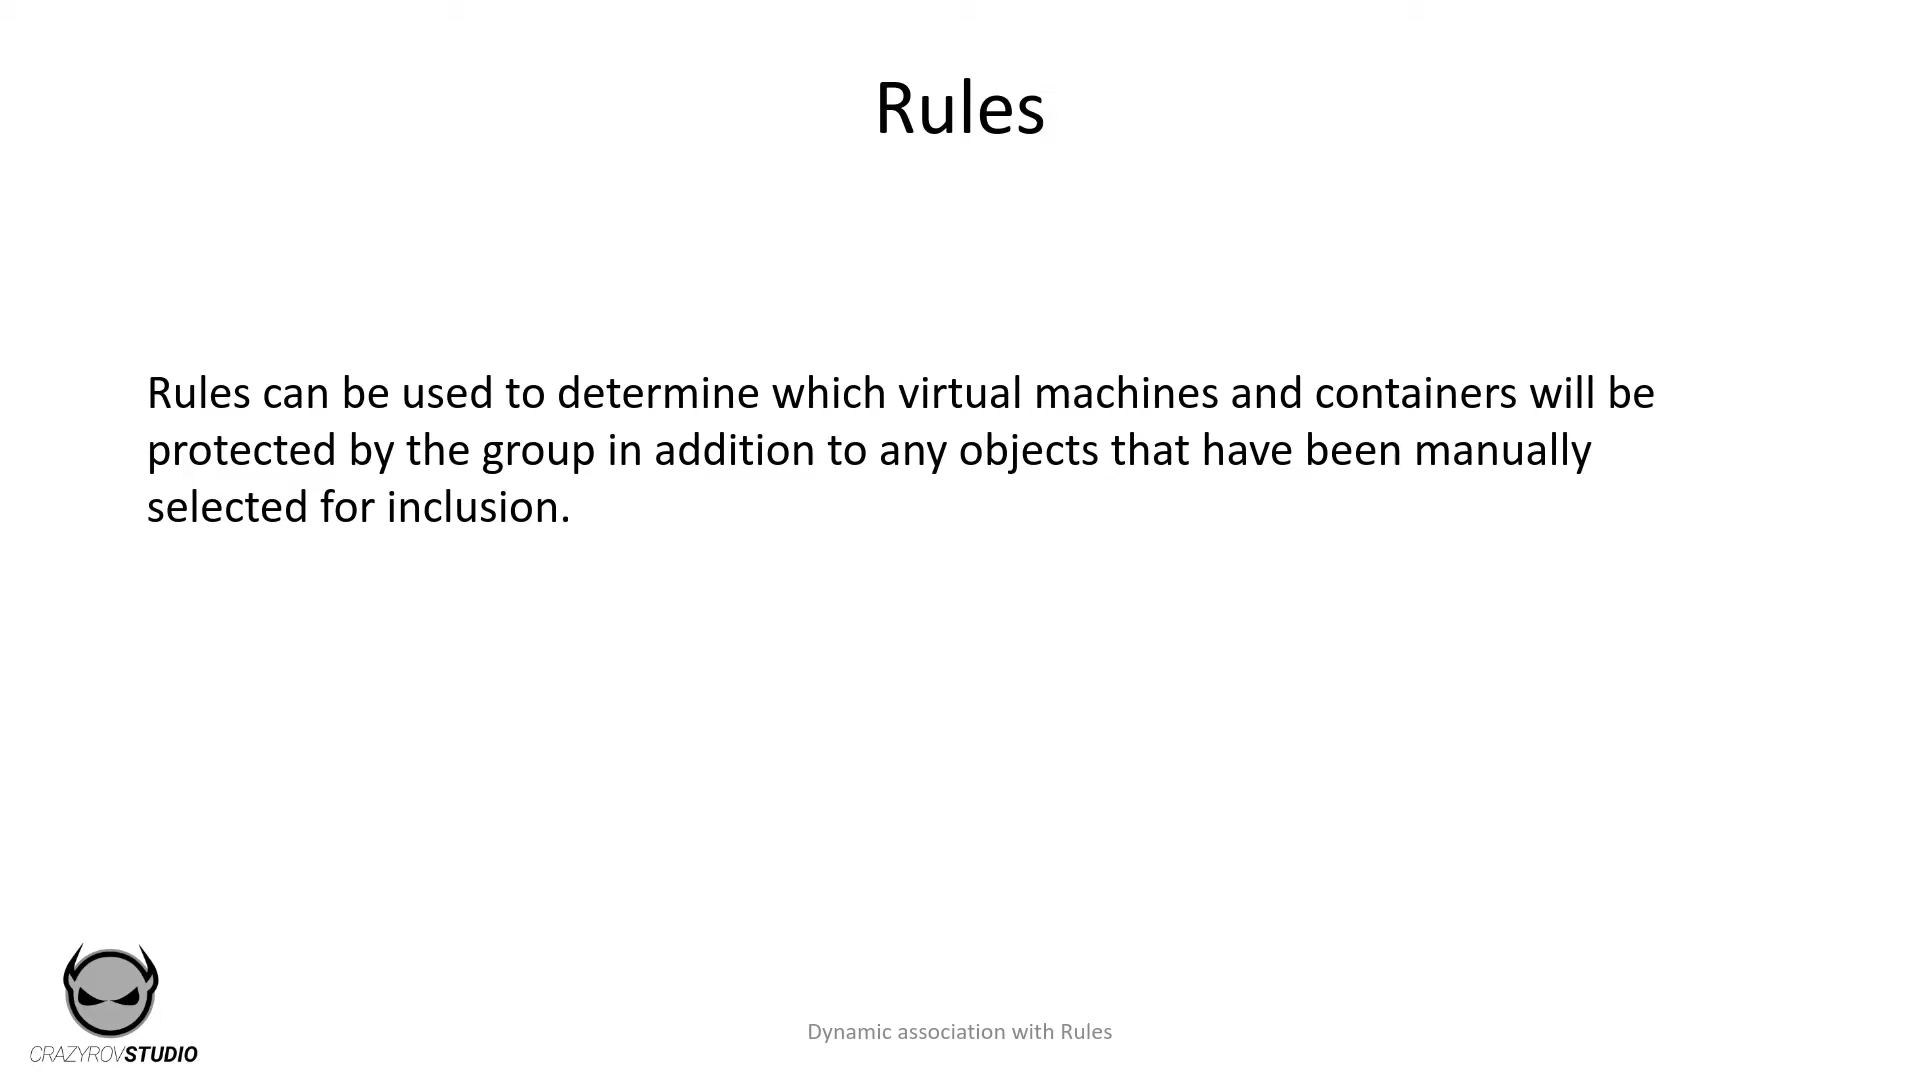 Rules
Rules can be used to determine which virtual machines and containers will be
protected by the group in addition to any objects that have been manually
selected for inclusion.
CRAZYROVSTUDIO
Dynamic association with Rules